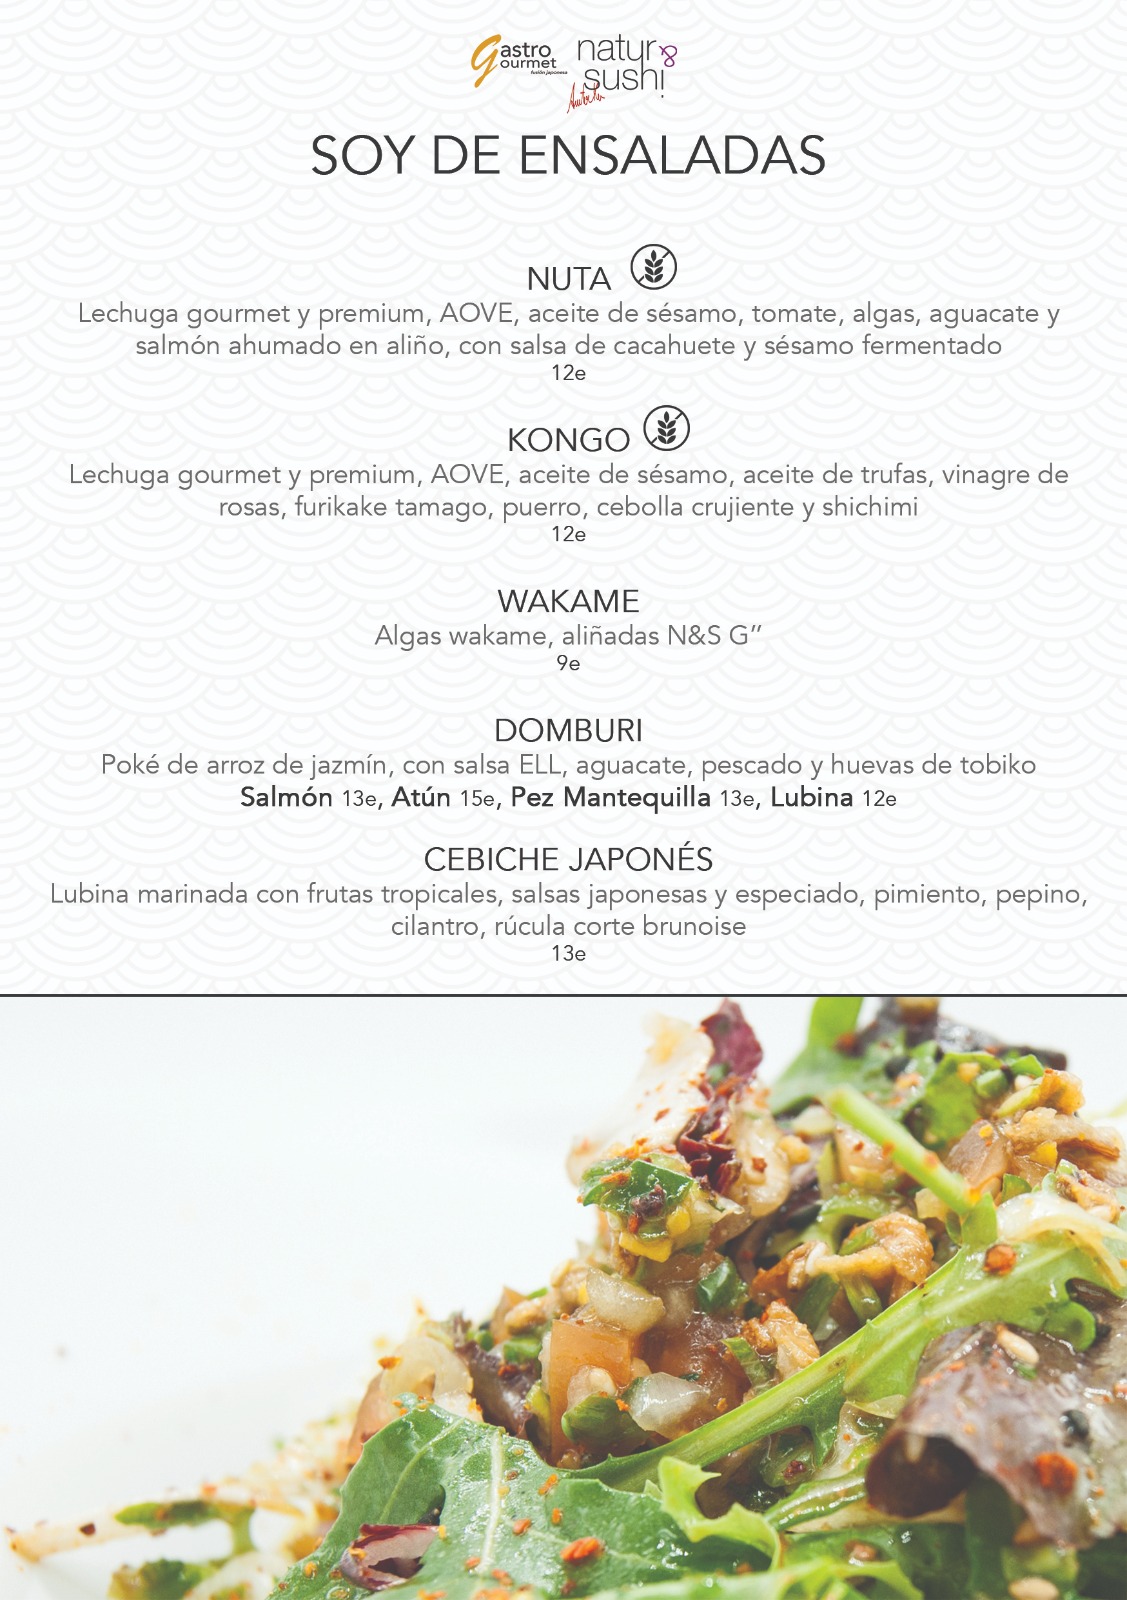 Gastro
Gourmet
fusión japonesa
natur &
sushi
SOY DE ENSALADAS
NUTA
Lechuga gourmet y premium, AOVE, aceite de sésamo, tomate, algas, aguacate y
salmón ahumado en aliño, con salsa de cacahuete y sésamo fermentado
12e
KONGO
Lechuga gourmet y premium, AOVE, aceite de sésamo, aceite de trufas, vinagre de
rosas, furikake tamago, puerro, cebolla crujiente y shichimi
12e
WAKAME
Algas wakame, aliñadas N&S G’’
9e
DOMBURI
Poké de arroz de jazmín, con salsa ELL, aguacate, pescado y huevas de tobiko
Salmón 13e, Atún 15e, Pez Mantequilla 13e, Lubina 12e
CEBICHE JAPONÉS
Lubina marinada con frutas tropicales, salsas japonesas y especiado, pimiento, pepino,
cilantro, rúcula corte brunoise
13e